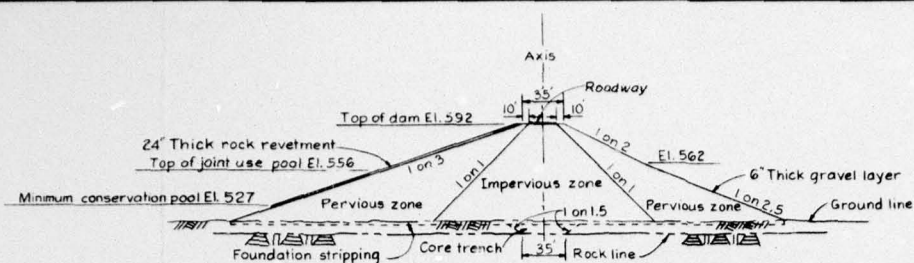 Axis
Roadway
35'
10' 10'
Top of dam El. 592
24" Thick rock revetment
Top of joint use pool El. 556
1 on 3
1 on 2
El. 562
6" Thick gravel layer
1 on 1
Impervious zone
1 on 1
Minimum conservation pool El. 527
Pervious zone
Pervious zone
1 on 2.5
Ground line
1 on 1.5
Foundation stripping
Core trench
35'
Rock line